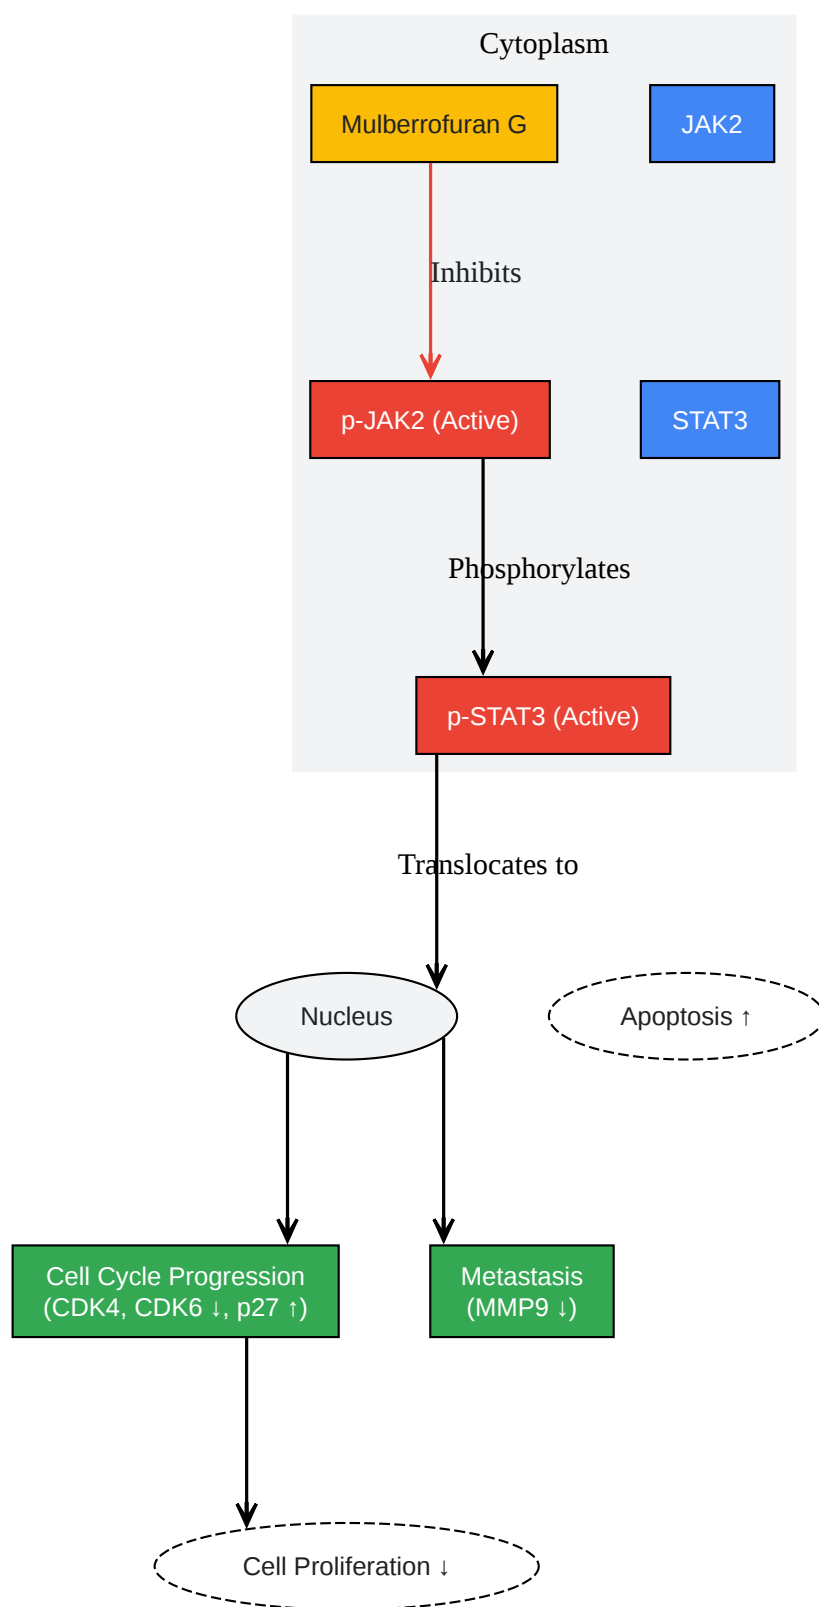 Cytoplasm
Mulberrofuran G
JAK2
Inhibits
p-JAK2 (Active)
STAT3
Phosphorylates
p-STAT3 (Active)
Translocates to
Nucleus
Apoptosis ↑
Cell Cycle Progression
(CDK4, CDK6 ↓, p27 ↑)
Metastasis
(MMP9 ↓)
Cell Proliferation ↓